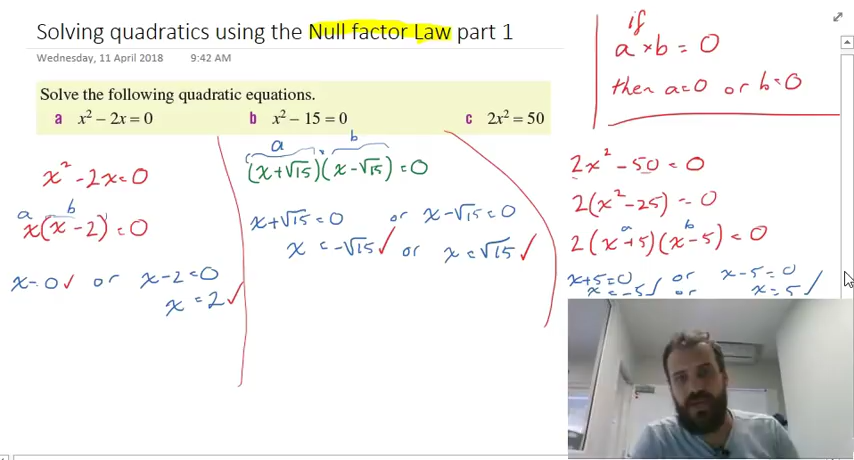 Solving quadratics using the Null factor Law part 1
Wednesday, 11 April 2018 9:42 AM
Solve the following quadratic equations.
a x² – 2x = 0 b x² – 15 = 0 c 2x² = 50
x² - 2x = 0
a b
x(x - 2) = 0
x = 0 ✓ or x - 2 = 0
x = 2 ✓
a b
(x + √15)(x - √15) = 0
x + √15 = 0 or x - √15 = 0
x = -√15 ✓ or x = √15 ✓
if
a × b = 0
then a = 0 or b = 0
2x² - 50 = 0
2(x² - 25) = 0
a b
2(x + 5)(x - 5) = 0
x + 5 = 0 or x - 5 = 0
x = -5 ✓ or x = 5 ✓